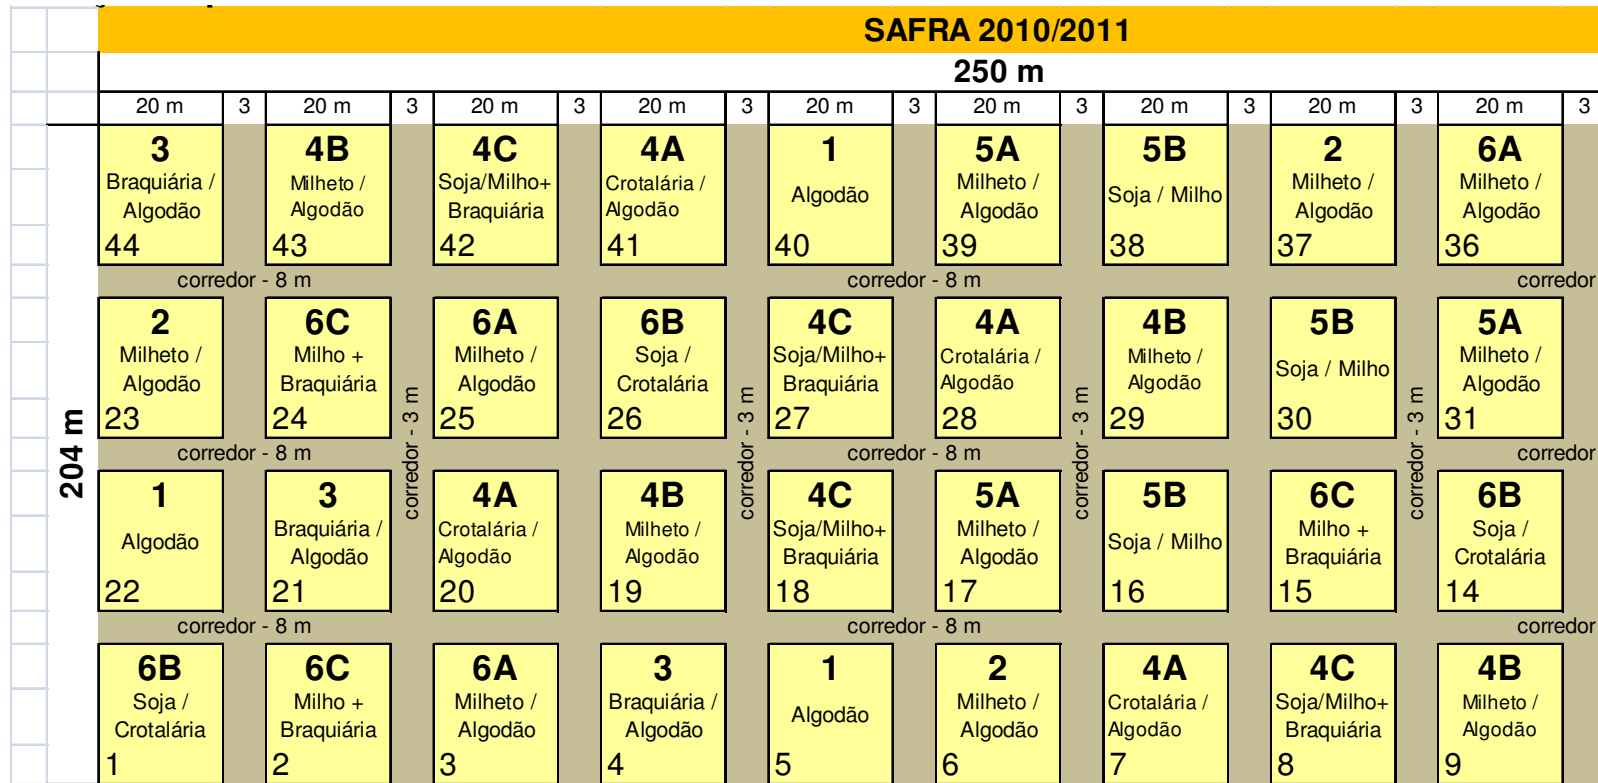 SAFRA 2010/2011
250 m
20 m 3 20 m 3 20 m 3 20 m 3 20 m 3 20 m 3 20 m 3 20 m 3 20 m 3
204 m
3 4B 4C 4A 1 5A 5B 2 6A
Braquiária / Milheto / Soja/Milho+ Crotalária / Algodão Milheto / Soja / Milho Milheto / Milheto /
Algodão Algodão Braquiária Algodão Algodão Algodão Algodão
44 43 42 41 40 39 38 37 36
corredor - 8 m corredor - 8 m corredor
2 6C 6A 6B 4C 4A 4B 5B 5A
Milheto / Milho + Milheto / Soja / Soja/Milho+ Crotalária / Milheto / Soja / Milho Milheto /
Algodão Braquiária Algodão Crotalária Braquiária Algodão Algodão Algodão
23 24 25 26 27 28 29 30 31
corredor - 3 m corredor - 3 m corredor - 3 m corredor - 3 m
corredor - 8 m corredor - 8 m corredor
1 3 4A 4B 4C 5A 5B 6C 6B
Algodão Braquiária / Crotalária / Milheto / Soja/Milho+ Milheto / Soja / Milho Milho + Soja /
Algodão Algodão Algodão Braquiária Algodão Braquiária Crotalária
22 21 20 19 18 17 16 15 14
corredor - 8 m corredor - 8 m corredor
6B 6C 6A 3 1 2 4A 4C 4B
Soja / Milho + Milheto / Braquiária / Algodão Milheto / Crotalária / Soja/Milho+ Milheto /
Crotalária Braquiária Algodão Algodão Algodão Algodão Braquiária Algodão
1 2 3 4 5 6 7 8 9